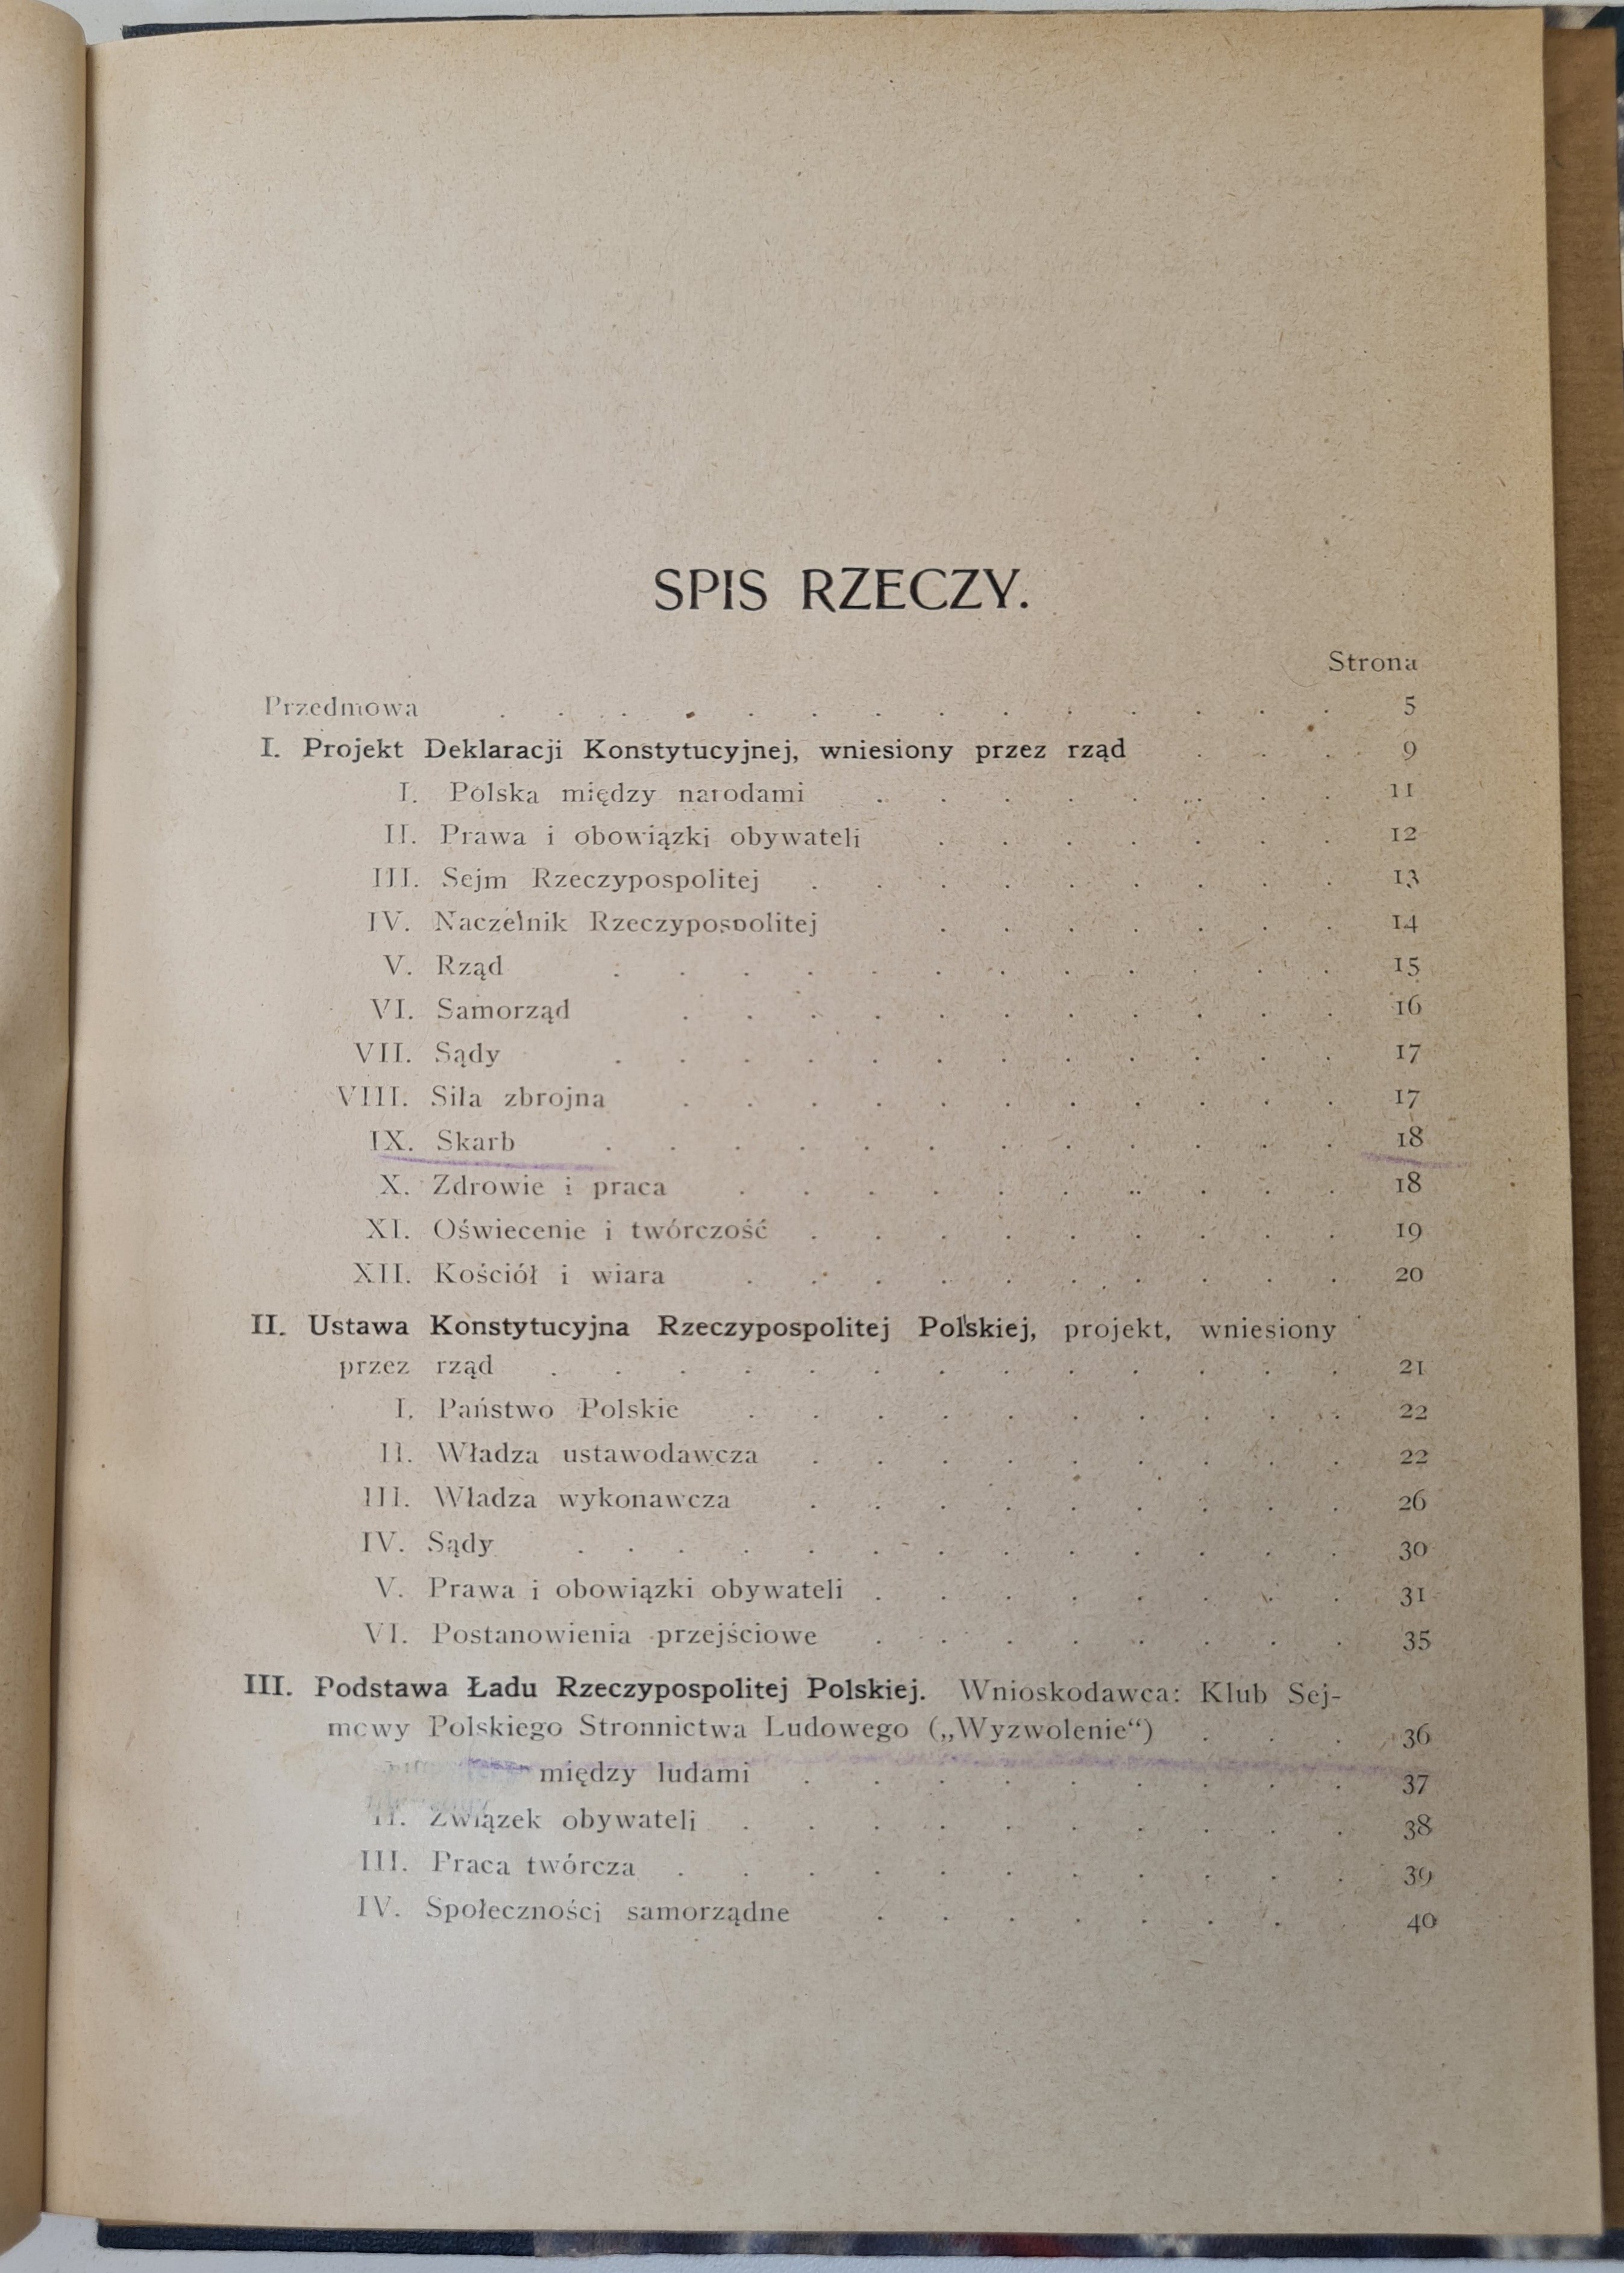 SPIS RZECZY.
Strona
Przedmowa . . . . . . . . . . . . . . 5
I. Projekt Deklaracji Konstytucyjnej, wniesiony przez rząd . . . 9
I. Polska między narodami . . . . . . . . 11
II. Prawa i obowiązki obywateli . . . . . . . 12
III. Sejm Rzeczypospolitej . . . . . . . . . 13
IV. Naczelnik Rzeczypospolitej . . . . . . . 14
V. Rząd . . . . . . . . . . . . 15
VI. Samorząd . . . . . . . . . . . 16
VII. Sądy . . . . . . . . . . . . 17
VIII. Siła zbrojna . . . . . . . . . . . 17
IX. Skarb . . . . . . . . . . . . 18
X. Zdrowie i praca . . . . . . . . . . 18
XI. Oświecenie i twórczość . . . . . . . . . 19
XII. Kościół i wiara . . . . . . . . . . 20
II. Ustawa Konstytucyjna Rzeczypospolitej Polskiej, projekt, wniesiony
przez rząd . . . . . . . . . . . . . 21
I. Państwo Polskie . . . . . . . . . . 22
II. Władza ustawodawcza . . . . . . . . . 22
III. Władza wykonawcza . . . . . . . . . 26
IV. Sądy . . . . . . . . . . . . . 30
V. Prawa i obowiązki obywateli . . . . . . . . 31
VI. Postanowienia przejściowe . . . . . . . . 35
III. Podstawa Ładu Rzeczypospolitej Polskiej. Wnioskodawca: Klub Sej-
mowy Polskiego Stronnictwa Ludowego („Wyzwolenie“) . . . 36
między ludami . . . . . . . . . 37
II. Związek obywateli . . . . . . . . . . 38
III. Praca twórcza . . . . . . . . . . . 39
IV. Społeczności samorządne . . . . . . . 40